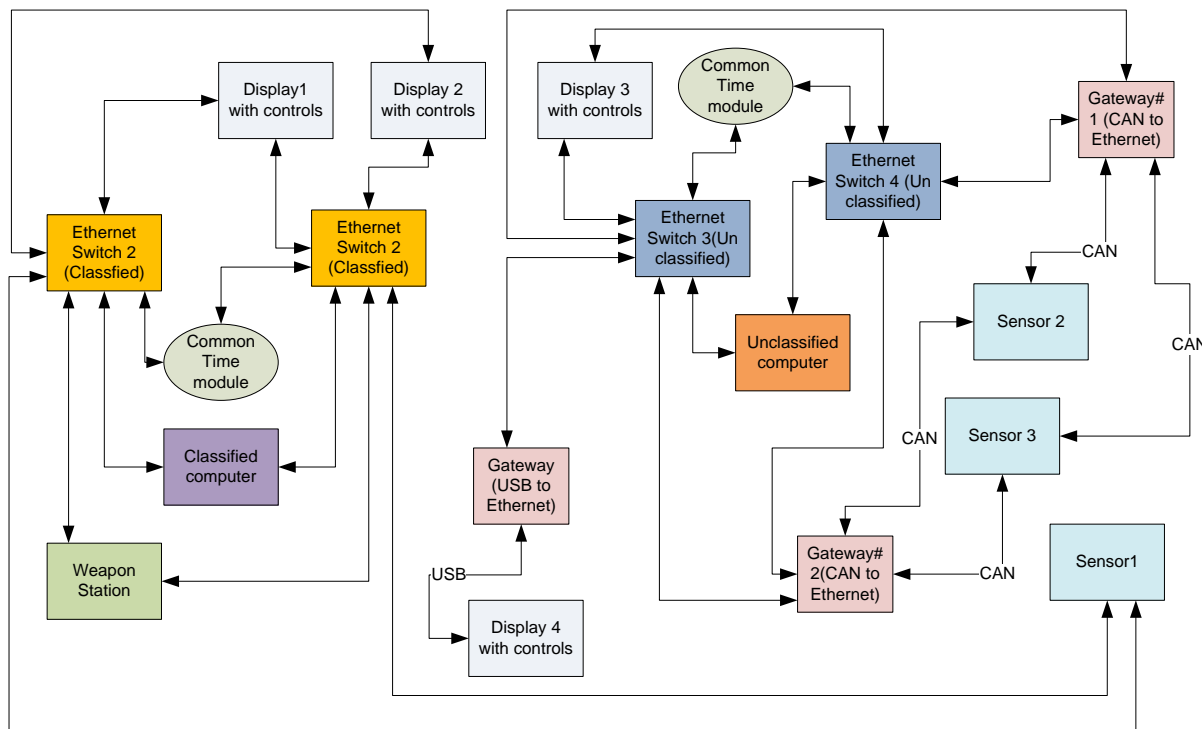 Display1
with controls
Display 2
with controls
Display 3
with controls
Common
Time
module
Gateway#
1 (CAN to
Ethernet)
Ethernet
Switch 4 (Un
classified)
Ethernet
Switch 2
(Classfied)
Ethernet
Switch 2
(Classfied)
Ethernet
Switch 3(Un
classified)
CAN
Sensor 2
Common
Time
module
Unclassified
computer
CAN
Sensor 3
CAN
Classified
computer
Gateway
(USB to
Ethernet)
Gateway#
2(CAN to
Ethernet)
CAN
Sensor1
Weapon
Station
USB
Display 4
with controls